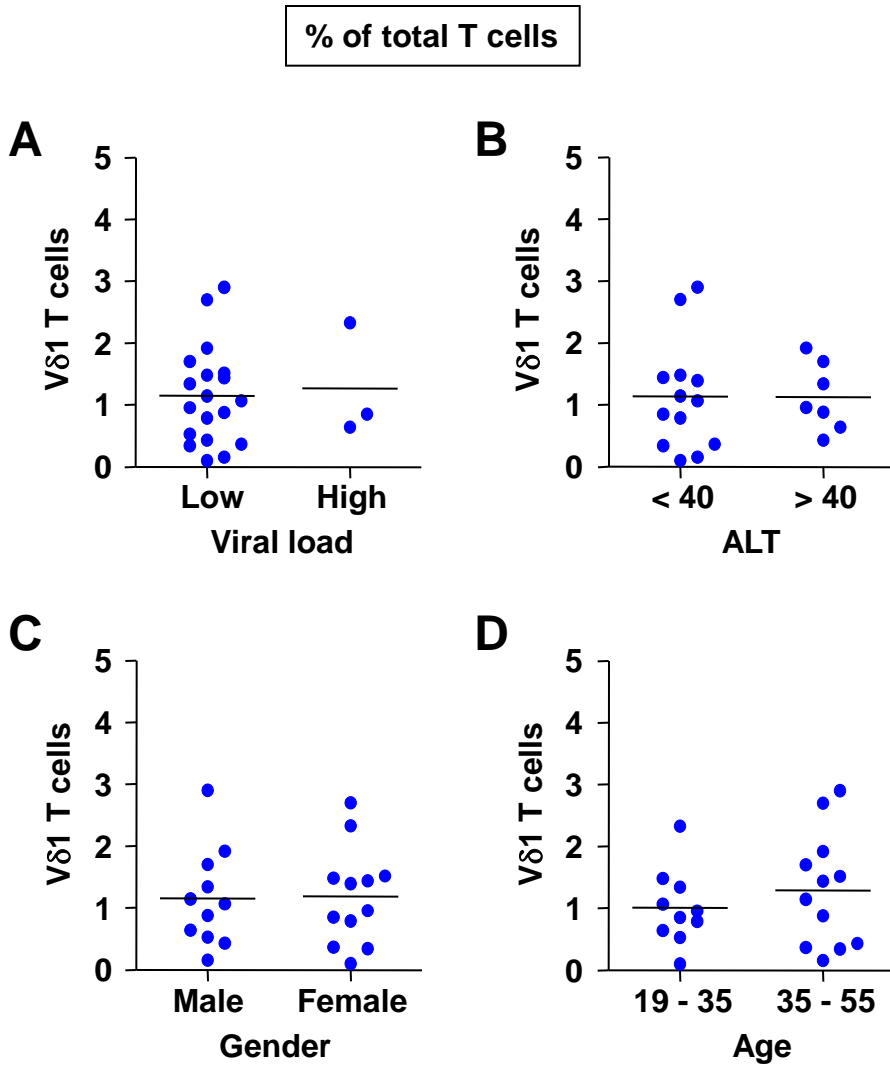 % of total T cells
A
B
5
4
3
2
1
0
Vδ1 T cells
Low High
Viral load
5
4
3
2
1
0
Vδ1 T cells
< 40 > 40
ALT
C
D
5
4
3
2
1
0
Vδ1 T cells
Male Female
Gender
5
4
3
2
1
0
Vδ1 T cells
19 - 35 35 - 55
Age